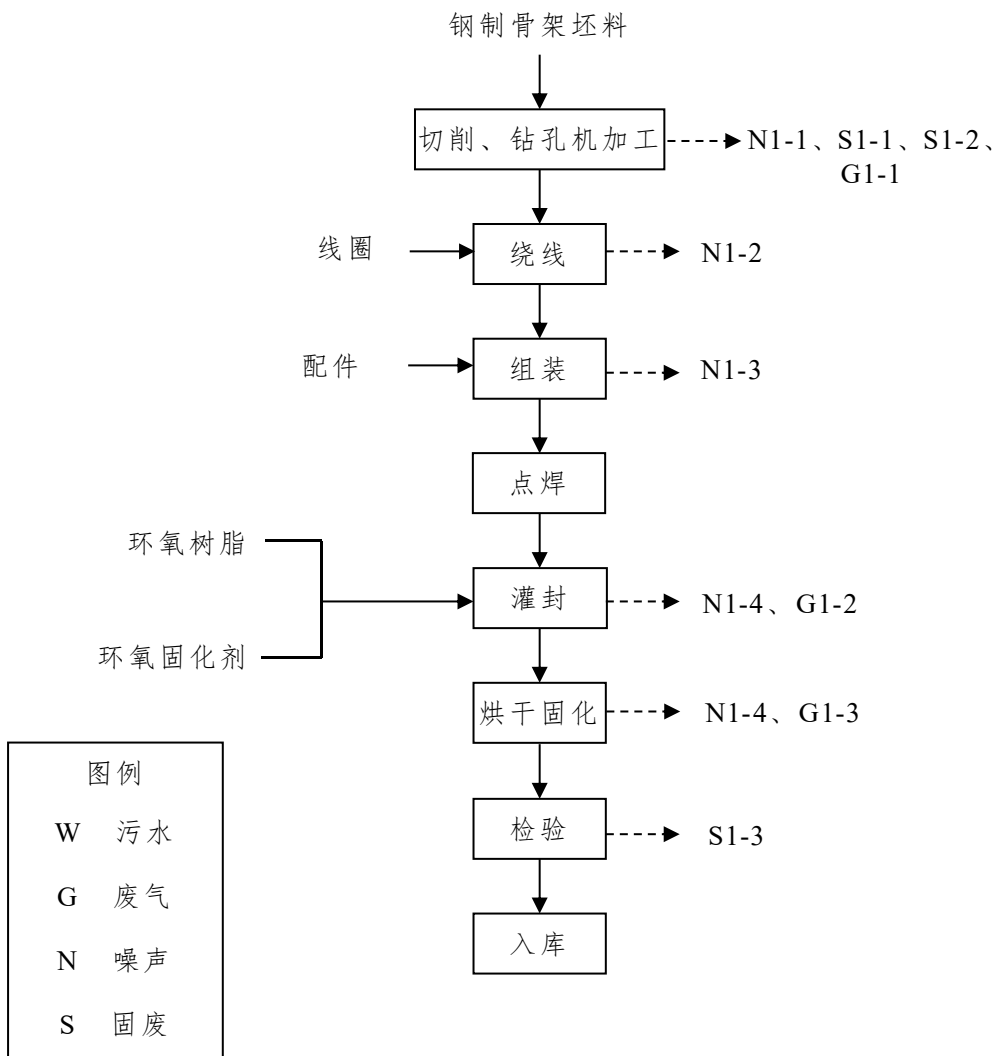 钢制骨架坯料
切削、钻孔机加工
N1-1、S1-1、S1-2、
G1-1
线圈
绕线
N1-2
配件
组装
N1-3
点焊
环氧树脂
灌封
N1-4、G1-2
环氧固化剂
烘干固化
N1-4、G1-3
图例
W 污水
G 废气
N 噪声
S 固废
检验
S1-3
入库